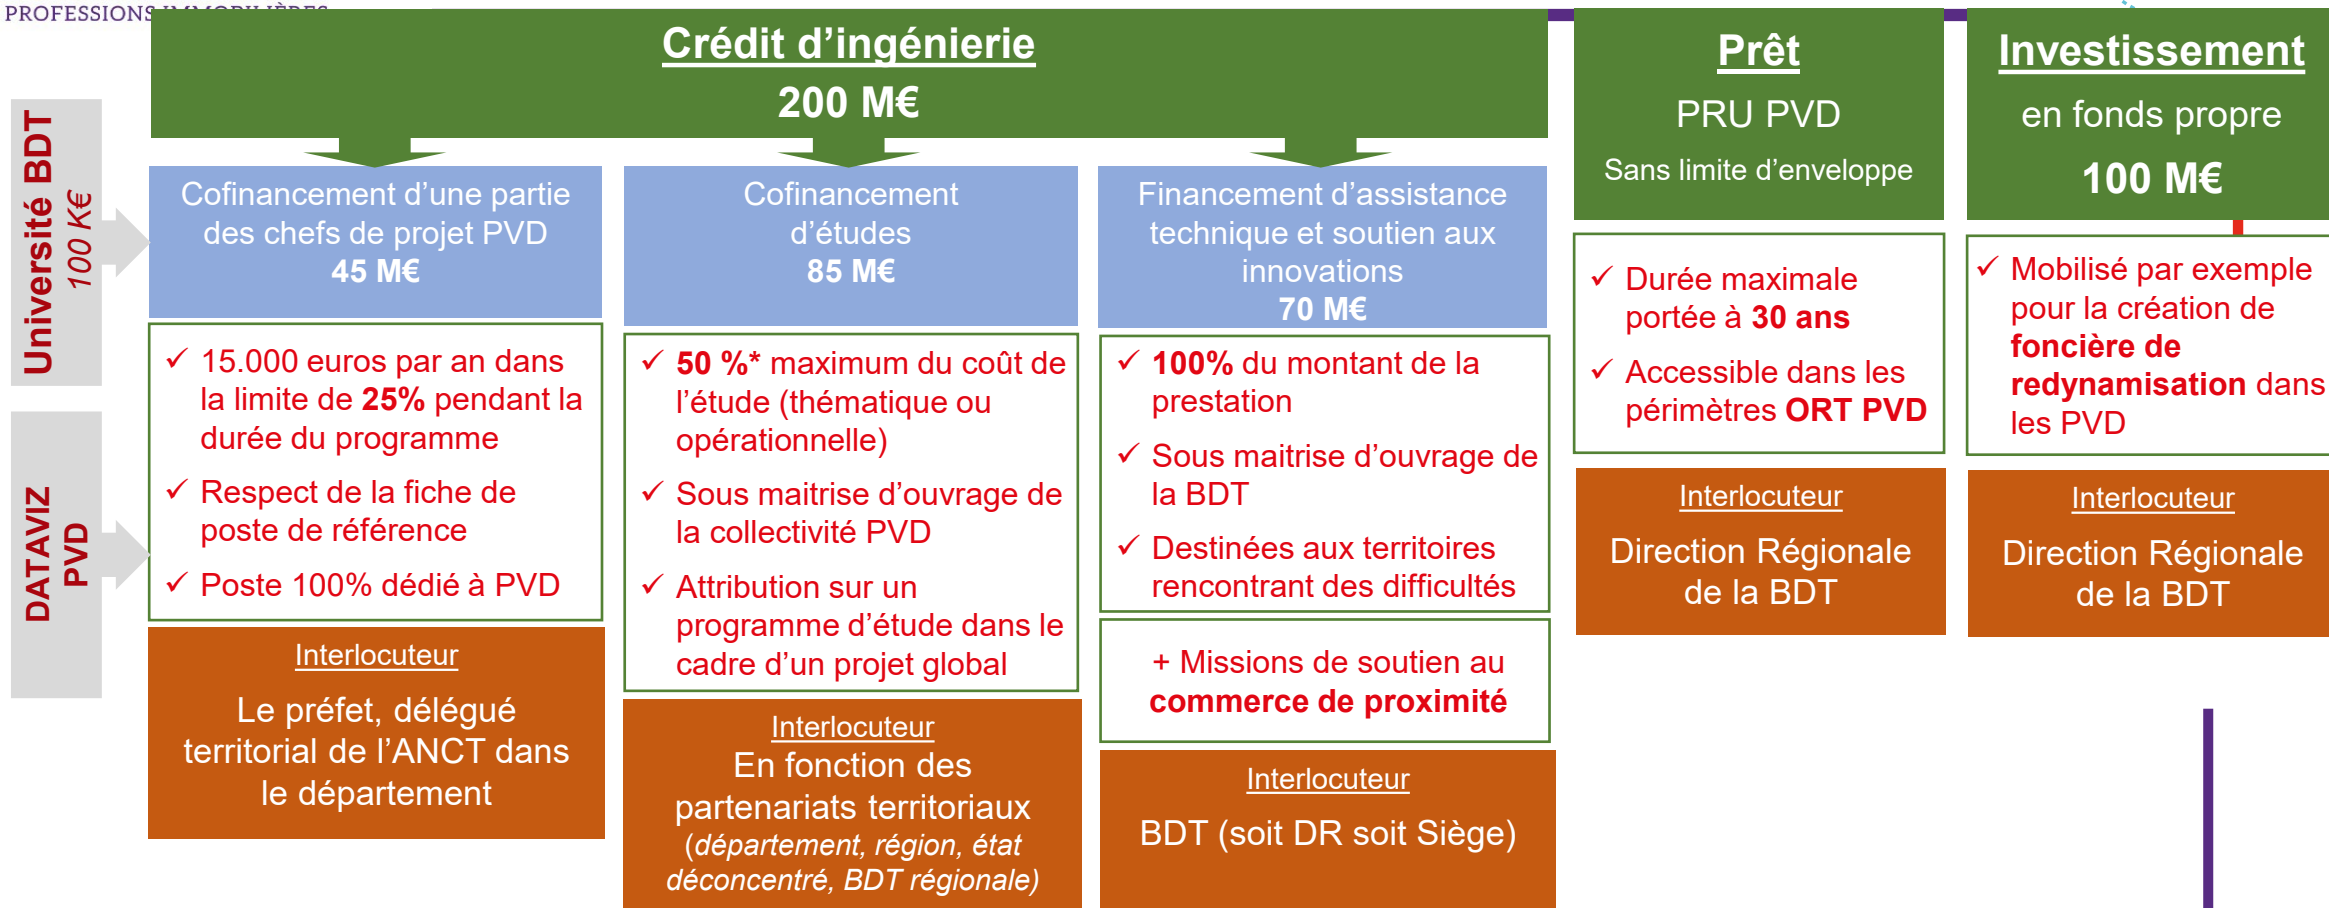 PROFESSIONS IMMOBILIÈRES
Crédit d’ingénierie
200 M€
Prêt
PRU PVD
Sans limite d’enveloppe
Investissement
en fonds propre
100 M€
Université BDT
100 K€
DATAVIZ
PVD
Cofinancement d’une partie
des chefs de projet PVD
45 M€
✓ 15.000 euros par an dans
la limite de 25% pendant la
durée du programme
✓ Respect de la fiche de
poste de référence
✓ Poste 100% dédié à PVD
Interlocuteur
Le préfet, délégué
territorial de l’ANCT dans
le département
Cofinancement
d’études
85 M€
✓ 50 %* maximum du coût de
l’étude (thématique ou
opérationnelle)
✓ Sous maitrise d’ouvrage de
la collectivité PVD
✓ Attribution sur un
programme d’étude dans le
cadre d’un projet global
Interlocuteur
En fonction des
partenariats territoriaux
(département, région, état
déconcentré, BDT régionale)
Financement d’assistance
technique et soutien aux
innovations
70 M€
✓ 100% du montant de la
prestation
✓ Sous maitrise d’ouvrage de
la BDT
✓ Destinées aux territoires
rencontrant des difficultés
+ Missions de soutien au
commerce de proximité
Interlocuteur
BDT (soit DR soit Siège)
✓ Durée maximale
portée à 30 ans
✓ Accessible dans les
périmètres ORT PVD
Interlocuteur
Direction Régionale
de la BDT
✓ Mobilisé par exemple
pour la création de
foncière de
redynamisation dans
les PVD
Interlocuteur
Direction Régionale
de la BDT